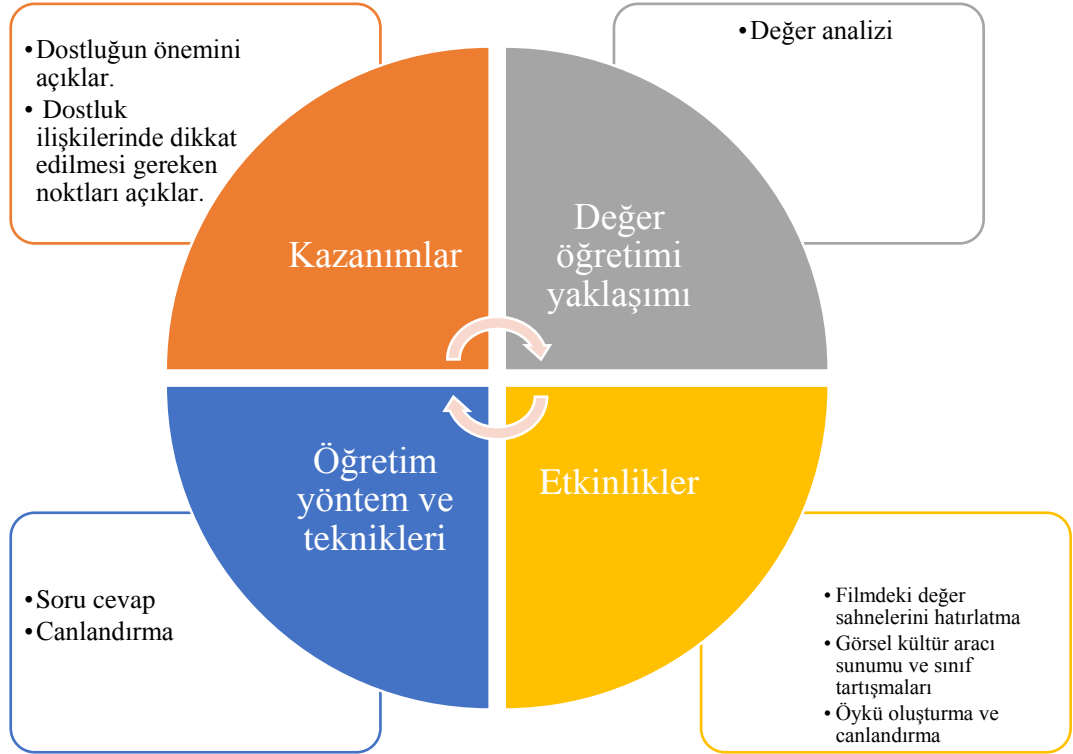 •Dostluğun önemini
açıklar.
• Dostluk
ilişkilerinde dikkat
edilmesi gereken
noktları açıklar.
•Değer analizi
Kazanımlar
Değer
öğretimi
yaklaşımı
Öğretim
yöntem ve
teknikleri
Etkinlikler
•Soru cevap
•Canlandırma
• Filmdeki değer
sahnelerini hatırlatma
• Görsel kültür aracı
sunumu ve sınıf
tartışmaları
• Öykü oluşturma ve
canlandırma